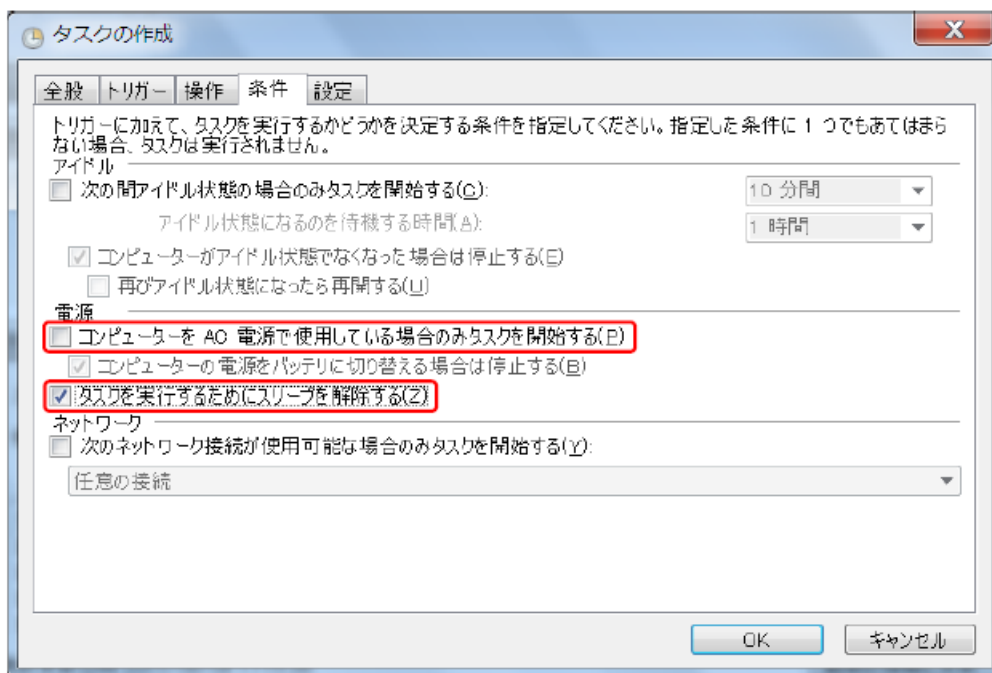 タスクの作成
全般 トリガー 操作 条件 設定
トリガーに加えて、タスクを実行するかどうかを決定する条件を指定してください。指定した条件に 1 つでもあてはまら
ない場合、タスクは実行されません。
アイドル
次の間アイドル状態の場合のみタスクを開始する(C): 10 分間
アイドル状態になるのを待機する時間(A): 1 時間
コンピューターがアイドル状態でなくなった場合は停止する(E)
再びアイドル状態になったら再開する(U)
電源
コンピューターを AC 電源で使用している場合のみタスクを開始する(P)
コンピューターの電源をバッテリに切り替える場合は停止する(B)
タスクを実行するためにスリープを解除する(Z)
ネットワーク
次のネットワーク接続が使用可能な場合のみタスクを開始する(Y):
任意の接続
OK キャンセル